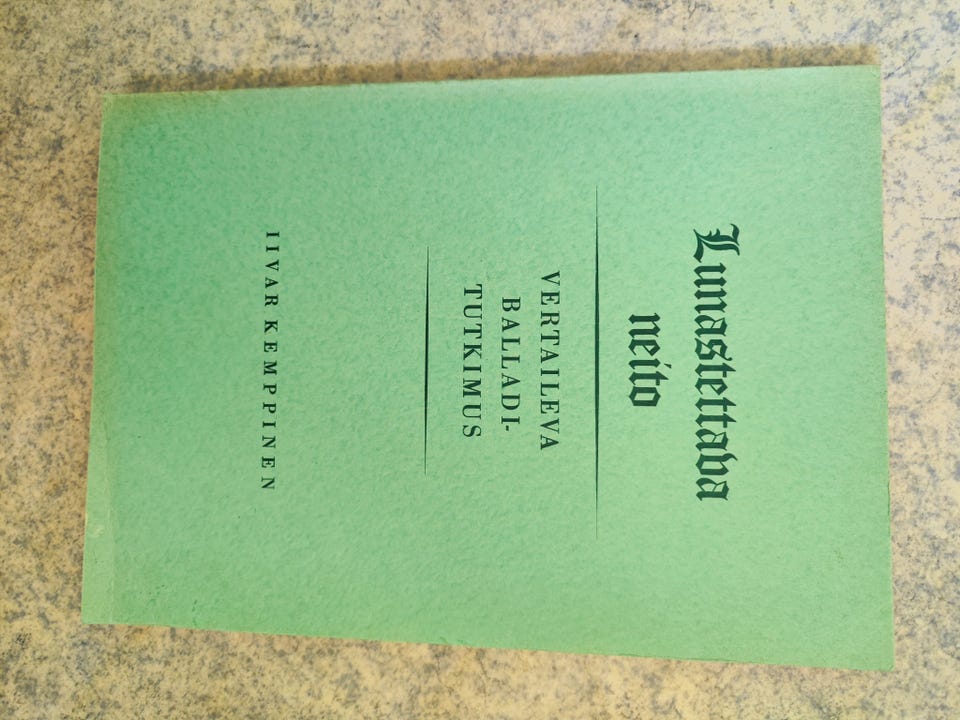 Lunastettava
neito
VERTAILEVA
BALLADI-
TUTKIMUS
IIVAR KEMPPINEN